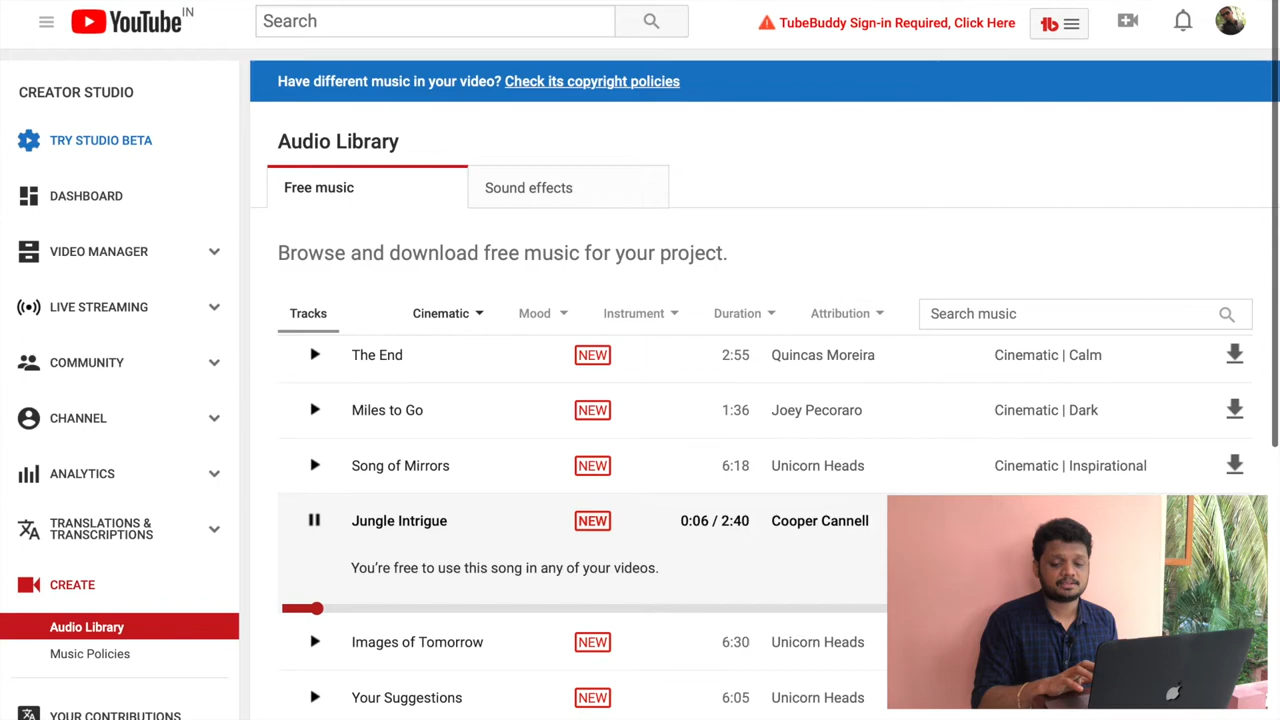 YouTube IN
Search
TubeBuddy Sign-in Required, Click Here
tb
CREATOR STUDIO
TRY STUDIO BETA
DASHBOARD
VIDEO MANAGER
LIVE STREAMING
COMMUNITY
CHANNEL
ANALYTICS
TRANSLATIONS &
TRANSCRIPTIONS
CREATE
Audio Library
Music Policies
YOUR CONTRIBUTIONS
Have different music in your video? Check its copyright policies
Audio Library
Free music Sound effects
Browse and download free music for your project.
Tracks Cinematic Mood Instrument Duration Attribution Search music
The End NEW 2:55 Quincas Moreira Cinematic | Calm
Miles to Go NEW 1:36 Joey Pecoraro Cinematic | Dark
Song of Mirrors NEW 6:18 Unicorn Heads Cinematic | Inspirational
Jungle Intrigue NEW 0:06 / 2:40 Cooper Cannell
You’re free to use this song in any of your videos.
Images of Tomorrow NEW 6:30 Unicorn Heads
Your Suggestions NEW 6:05 Unicorn Heads